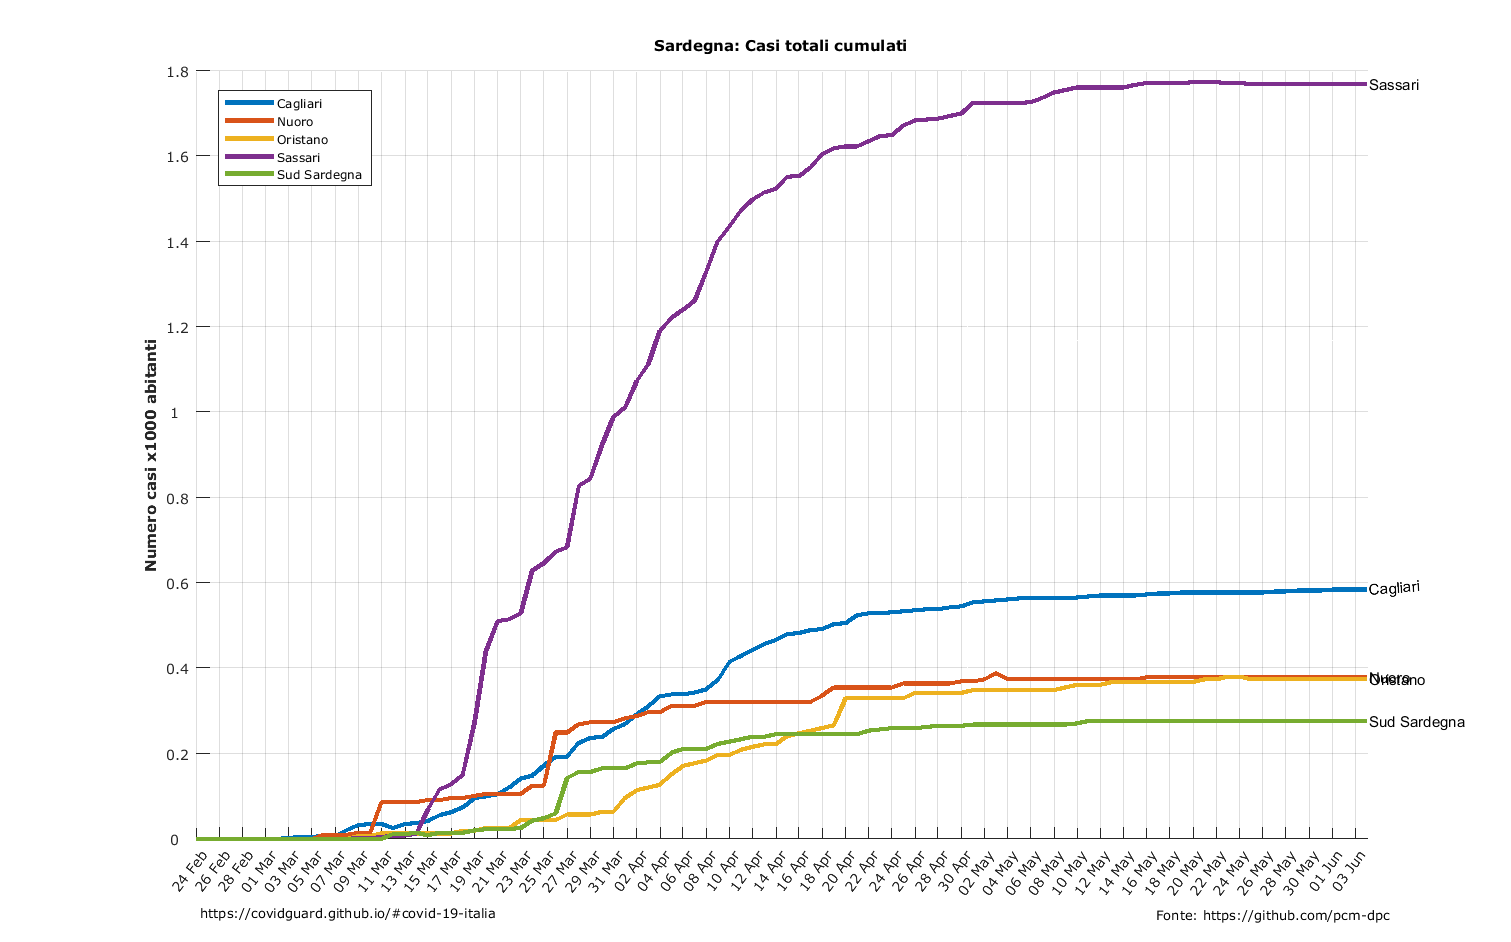 Sardegna: Casi totali cumulati
Numero casi x1000 abitanti
1.8
1.6
1.4
1.2
1
0.8
0.6
0.4
0.2
0
Cagliari
Nuoro
Oristano
Sassari
Sud Sardegna
Sassari
Cagliari
Nuoro
Oristano
Sud Sardegna
24 Feb
26 Feb
28 Feb
01 Mar
03 Mar
05 Mar
07 Mar
09 Mar
11 Mar
13 Mar
15 Mar
17 Mar
19 Mar
21 Mar
23 Mar
25 Mar
27 Mar
29 Mar
31 Mar
02 Apr
04 Apr
06 Apr
08 Apr
10 Apr
12 Apr
14 Apr
16 Apr
18 Apr
20 Apr
22 Apr
24 Apr
26 Apr
28 Apr
30 Apr
02 May
04 May
06 May
08 May
10 May
12 May
14 May
16 May
18 May
20 May
22 May
24 May
26 May
28 May
30 May
01 Jun
03 Jun
https://covidguard.github.io/#covid-19-italia
Fonte: https://github.com/pcm-dpc